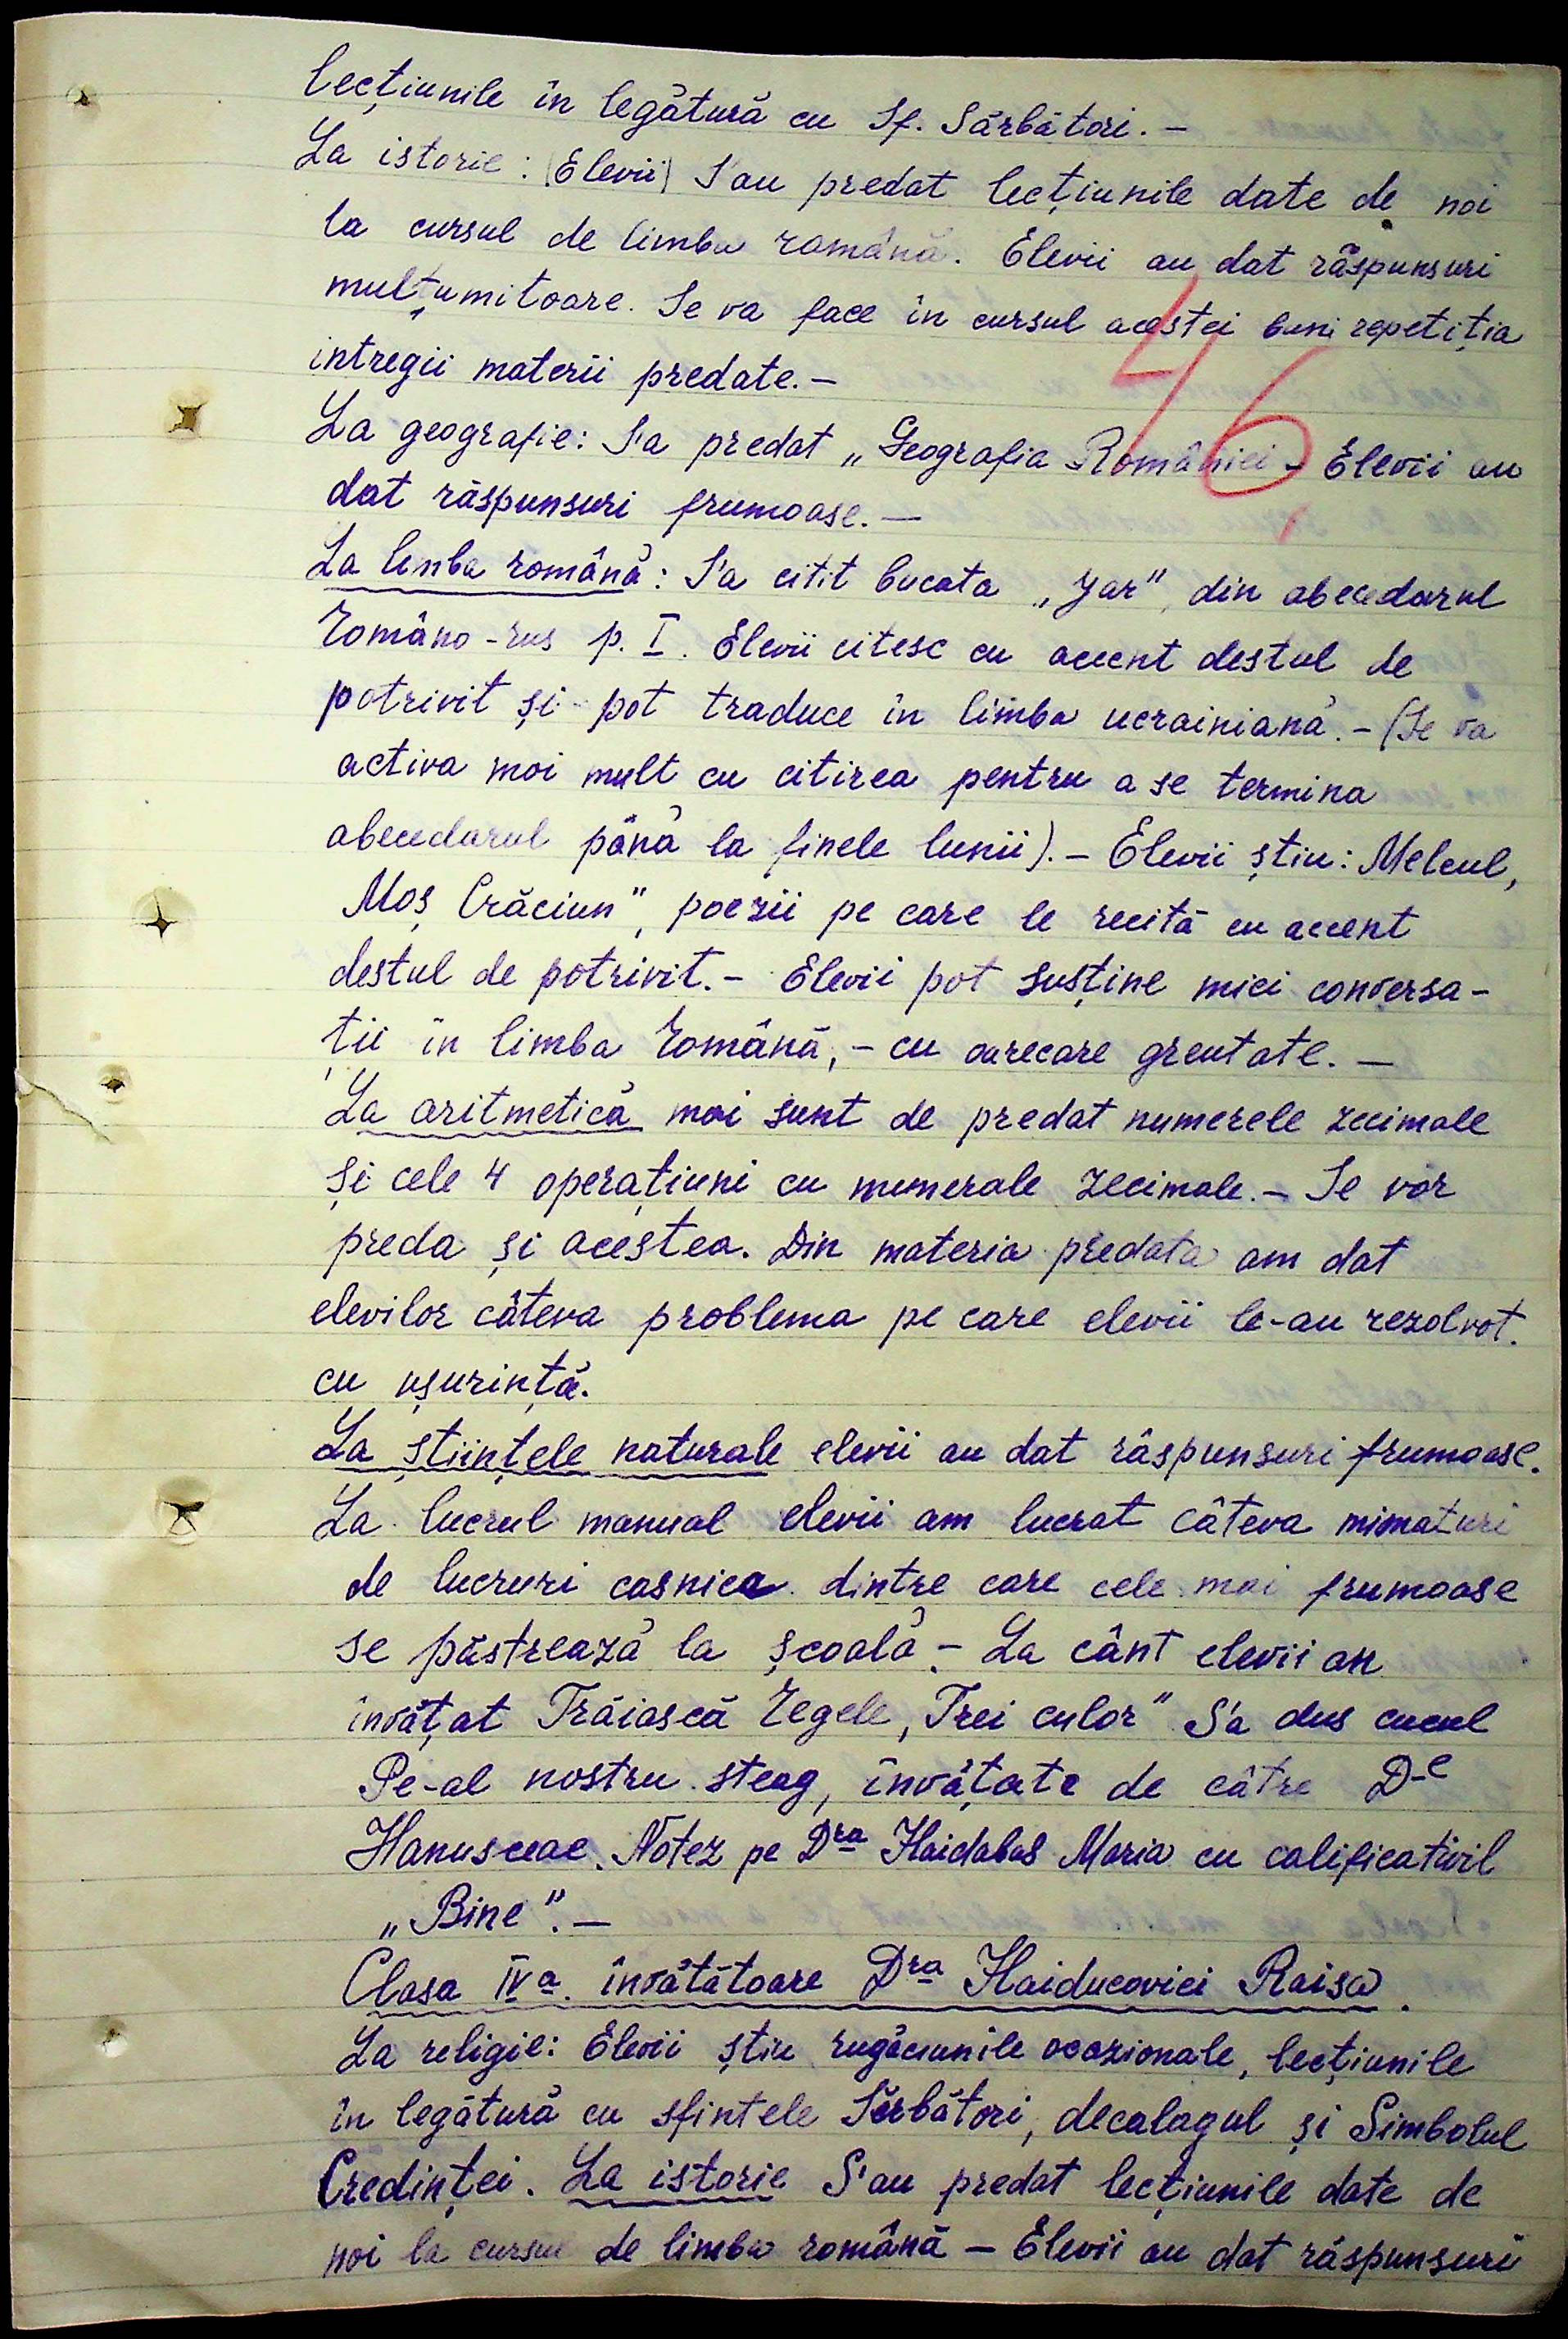 lecțiunile în legătură cu Sf. Sărbători. —
La istorie: (Elevii) S'au predat lecțiunile date de noi
la cursul de limba română. Elevii au dat răspunsuri
mulțumitoare. Se va face în cursul acestei luni repetiția
intregii materii predate. —
46
La geografie: S'a predat „Geografia României — Elevii au
dat răspunsuri frumoase. —
La limba română: S'a citit bucata „Jar", din abecedarul
Româno-rus p. I. Elevii citesc cu accent destul de
potrivit și pot traduce în limba ucrainiană. — (Se va
activa mai mult cu citirea pentru a se termina
abecedarul până la finele lunii). — Elevii știu: Melcul,
Moș Crăciun", poezii pe care le recită cu accent
destul de potrivit. — Elevii pot susține mici conversa-
ții în limba Română, — cu oarecare greutate. —
La aritmetică mai sunt de predat numerele zecimale
și cele 4 operațiuni cu numerale zecimale. — Se vor
preda și acestea. Din materia predata am dat
elevilor câteva problema pe care elevii le-au rezolvat.
cu ușurință.
La științele naturale elevii au dat răspunsuri frumoase.
La lucrul manual elevii am lucrat câteva mimaturi
de lucruri casnice dintre care cele mai frumoase
se păstrează la școală. — La cânt elevii au
învățat Trăiască Regele, Trei culor" S'a dus cucul
Pe-al nostru steag, învățate de către D-e
Hanusceac. Notez pe Dra Haidabus Maria cu calificativil
„Bine". —
Clasa IVa. învățătoare Dra Haiducovici Raisa.
La religie: Elevii știu rugăciunile ocazionale, lecțiunile
în legătură cu sfintele Sărbători, decalagul și Simbolul
Credinței. La istorie S'au predat lecțiunile date de
noi la cursul de limba română — Elevii au dat răspunsuri